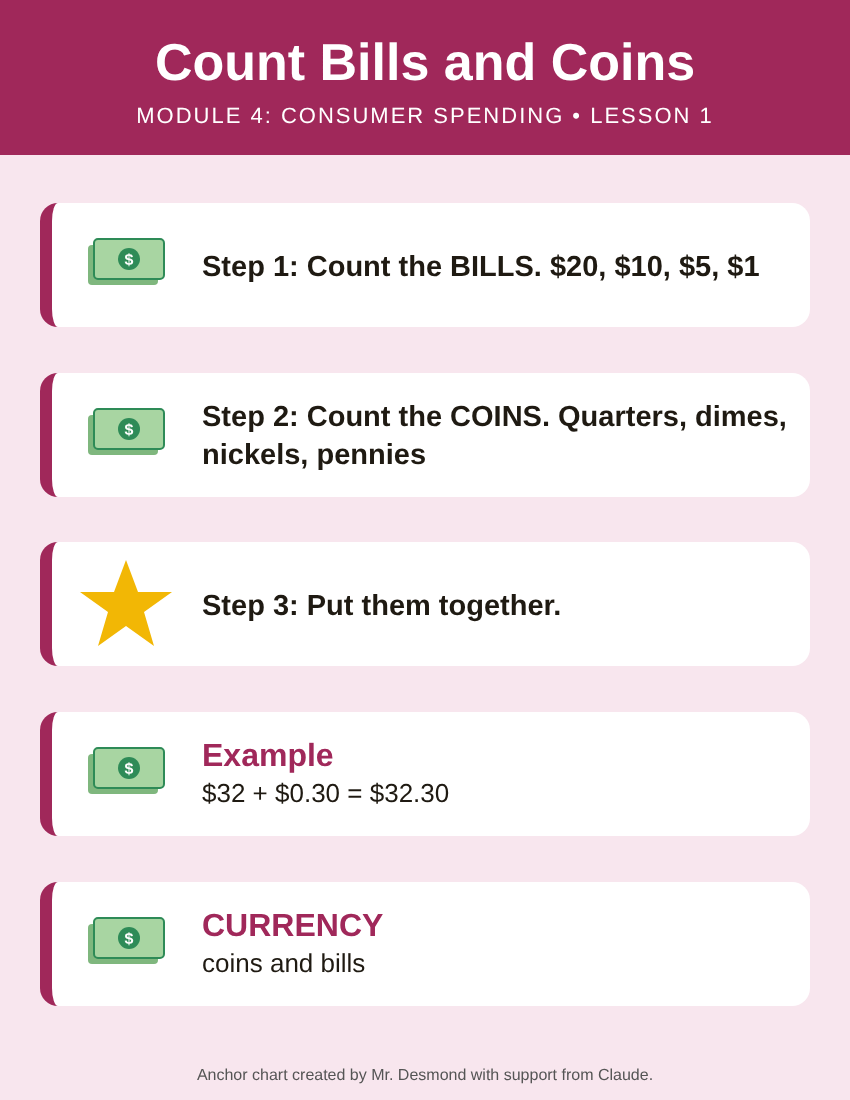 Count Bills and Coins
MODULE 4: CONSUMER SPENDING • LESSON 1
$
Step 1: Count the BILLS. $20, $10, $5, $1
$
Step 2: Count the COINS. Quarters, dimes,
nickels, pennies
Step 3: Put them together.
$
Example
$32 + $0.30 = $32.30
$
CURRENCY
coins and bills
Anchor chart created by Mr. Desmond with support from Claude.